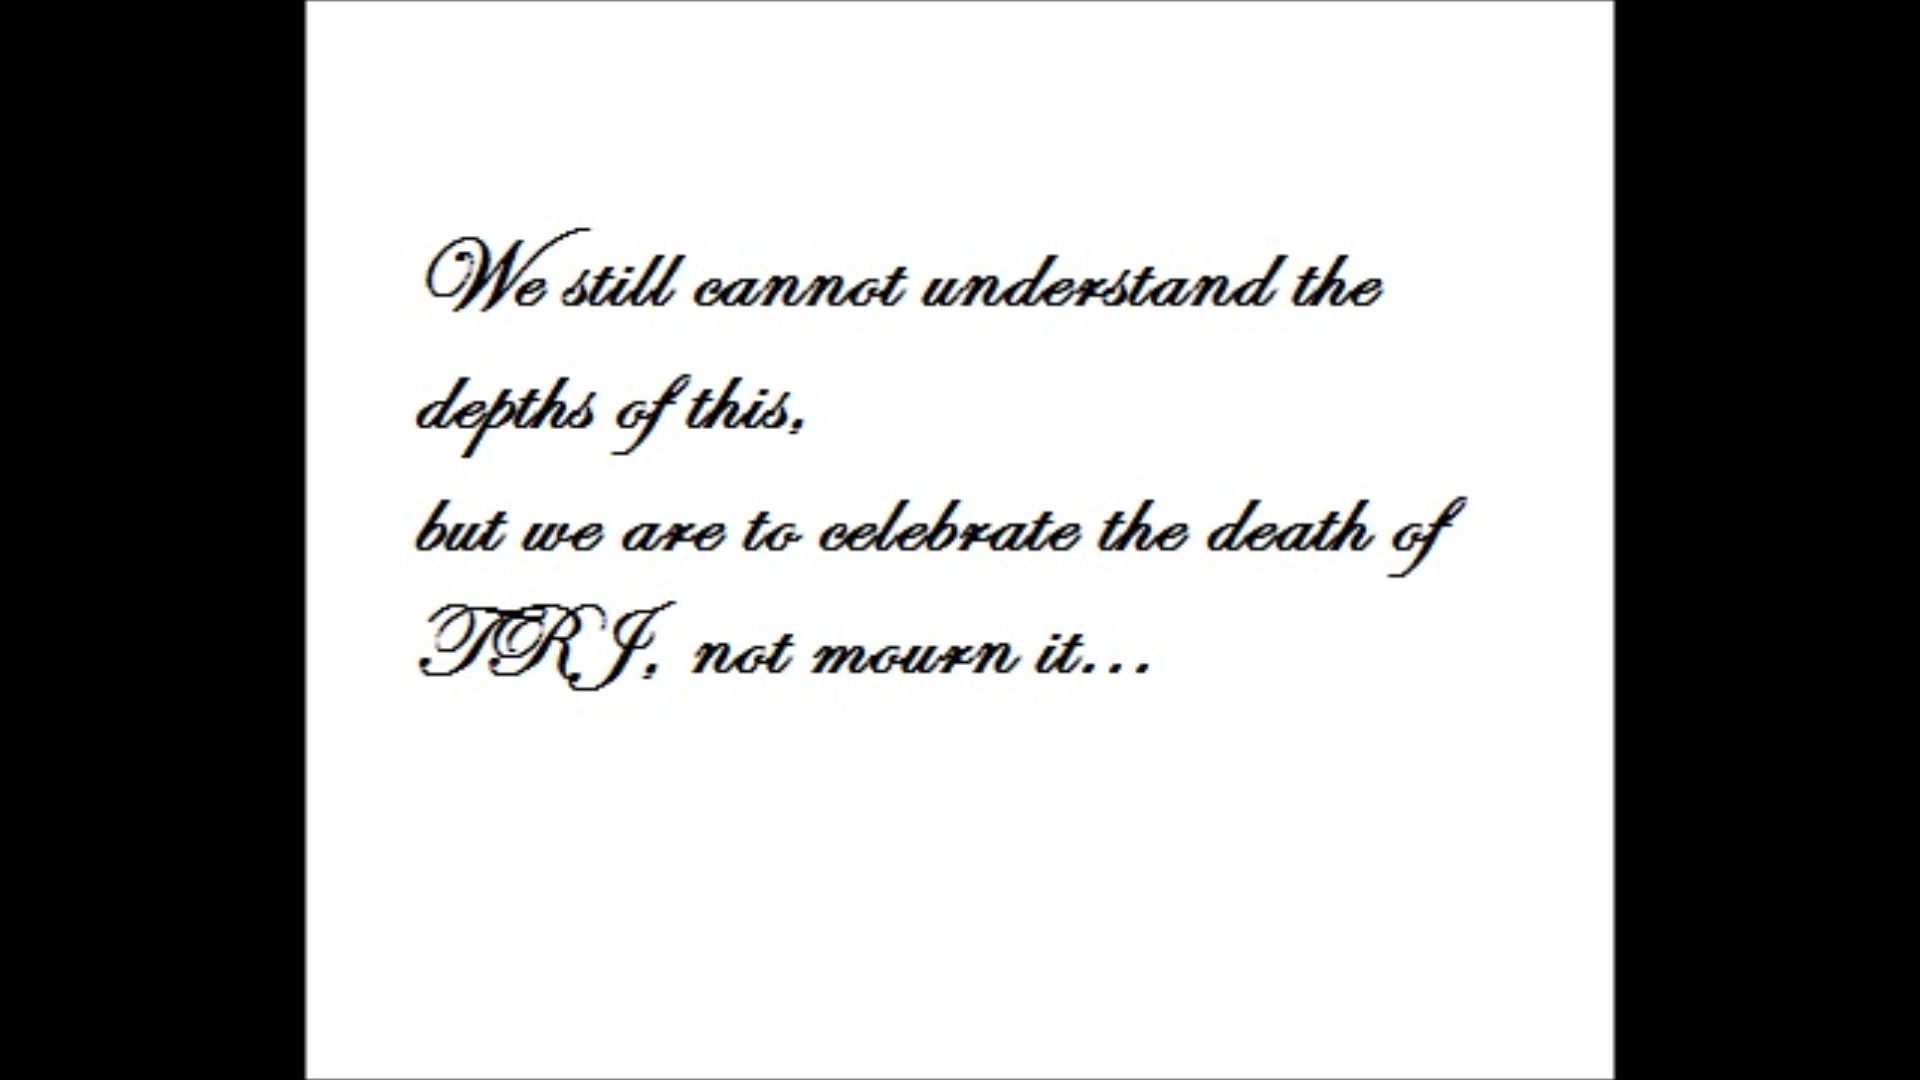 We still cannot understand the
depths of this,
but we are to celebrate the death of
TRJ, not mourn it...